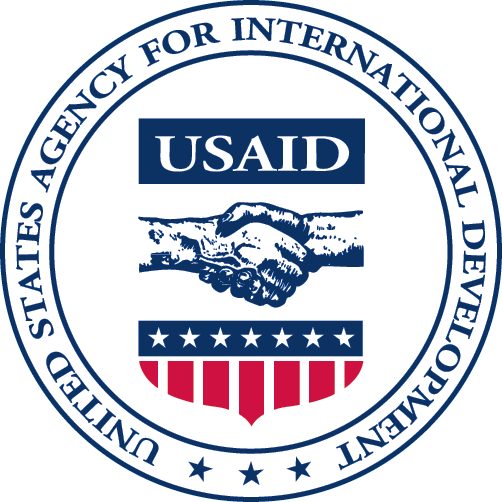 UNITED STATES AGENCY FOR INTERNATIONAL DEVELOPMENT
USAID